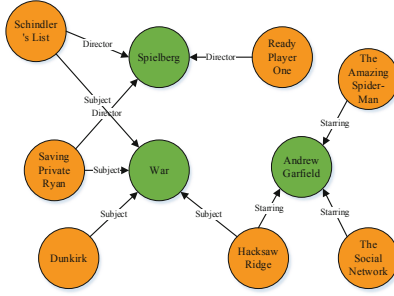 Schindler
's List
Director
Spielberg
Director
Ready
Player
One
The
Amazing
Spider-
Man
Subject
Director
Starring
Saving
Private
Ryan
Subject
War
Andrew
Garfield
Subject
Subject
Starring
Starring
Dunkirk
Hacksaw
Ridge
The
Social
Network